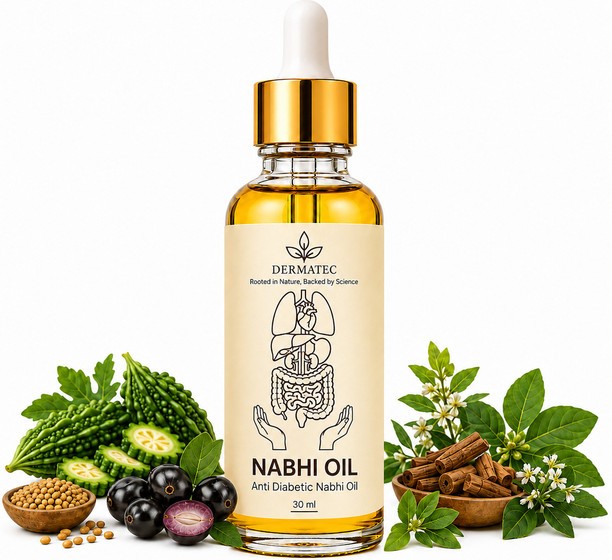 DERMATEC
Rooted in Nature, Backed by Science
NABHI OIL
Anti Diabetic Nabhi Oil
30 ml